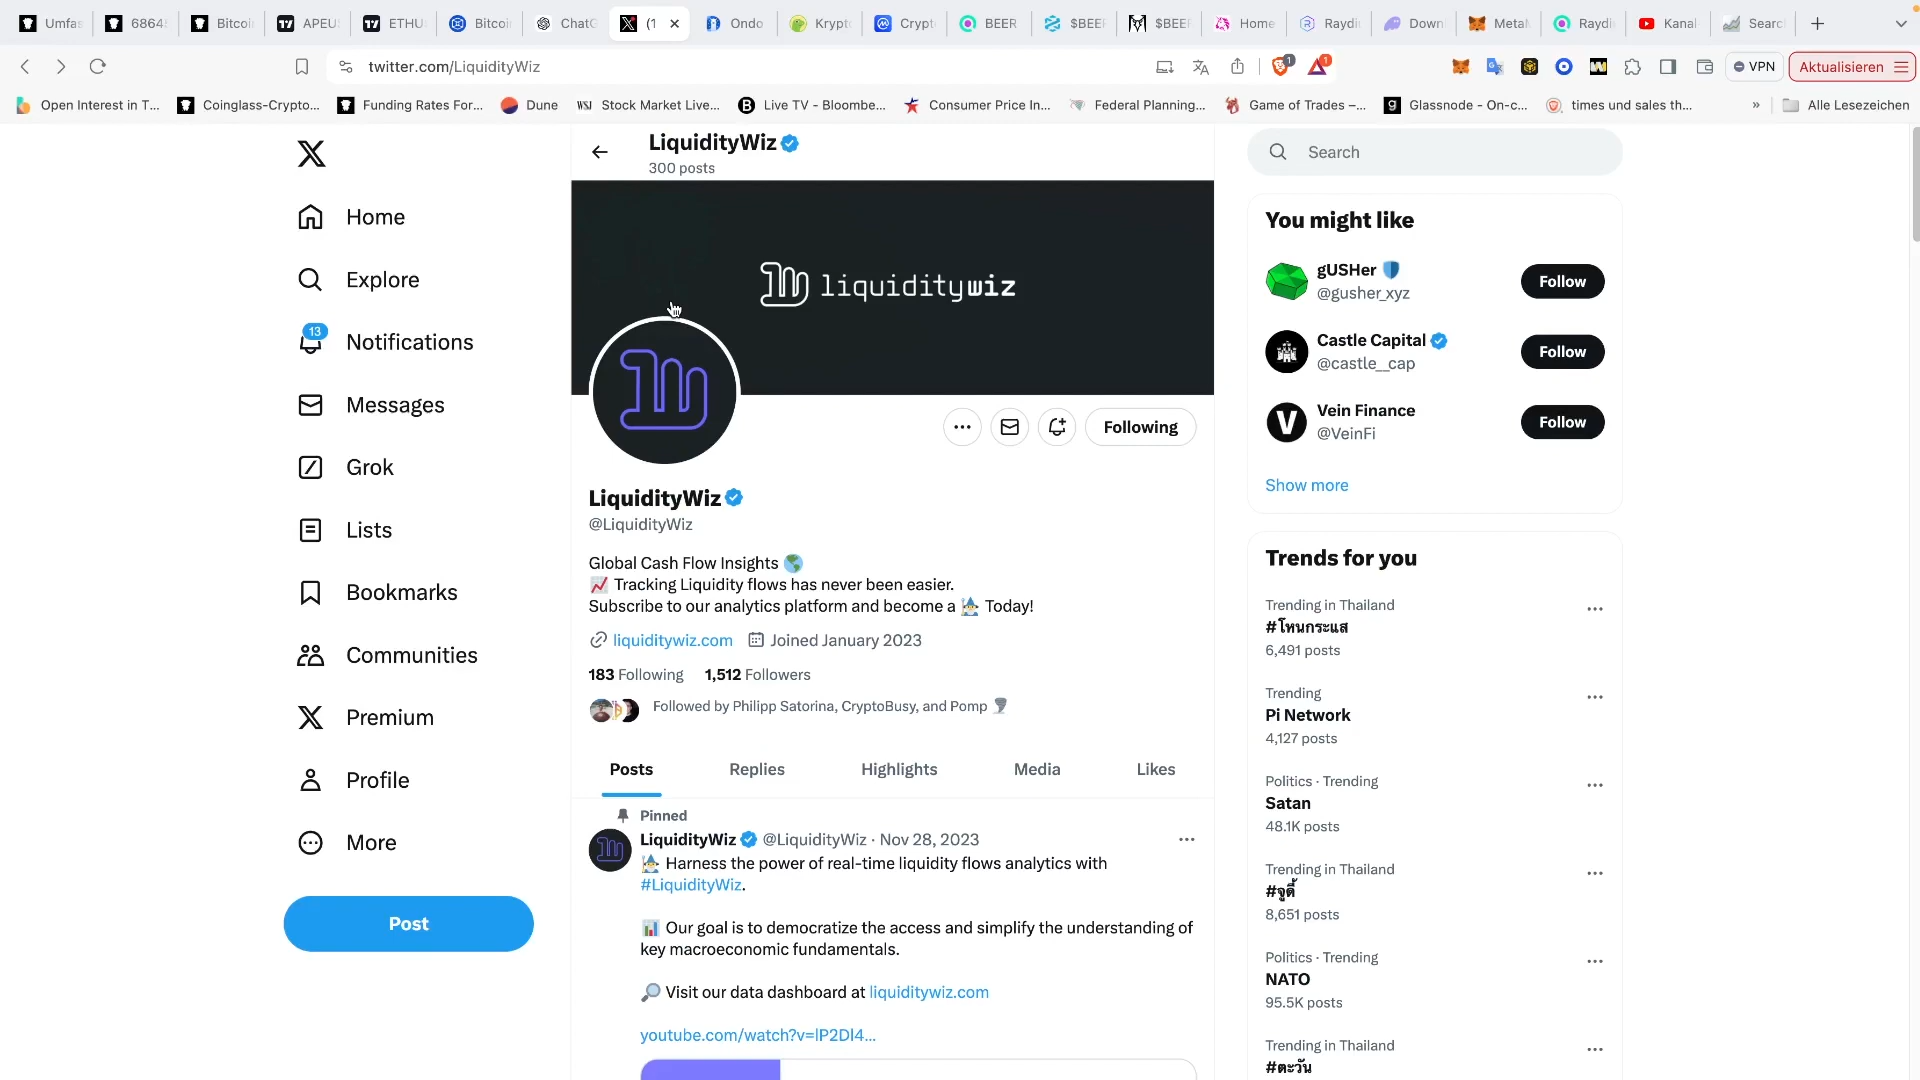 Umfas
6864
Bitcoi
APEU
ETHU
Bitcoi
ChatG
(1
Ondo
Krypt
Crypt
BEER
$BEEF
$BEEF
Home
Raydi
Down
MetaM
Raydi
Kanal
Searc
twitter.com/LiquidityWiz
1
1
VPN
Aktualisieren
Open Interest in T...
Coinglass-Crypto...
Funding Rates For...
Dune
WSJ
Stock Market Live...
B
Live TV - Bloombe...
Consumer Price In...
Federal Planning...
Game of Trades –...
g
Glassnode - On-c...
times und sales th...
»
Alle Lesezeichen
LiquidityWiz
300 posts
Search
Home
Explore
13
Notifications
Messages
Grok
Lists
Bookmarks
Communities
Premium
Profile
More
Post
liquiditywiz
Following
LiquidityWiz
@LiquidityWiz
Global Cash Flow Insights 🌎
📈 Tracking Liquidity flows has never been easier.
Subscribe to our analytics platform and become a 🧙‍♂️ Today!
liquiditywiz.com Joined January 2023
183 Following 1,512 Followers
Followed by Philipp Satorina, CryptoBusy, and Pomp 🌪
Posts
Replies
Highlights
Media
Likes
Pinned
LiquidityWiz @LiquidityWiz · Nov 28, 2023
🧙‍♂️ Harness the power of real-time liquidity flows analytics with
#LiquidityWiz.
📊 Our goal is to democratize the access and simplify the understanding of
key macroeconomic fundamentals.
🔎 Visit our data dashboard at liquiditywiz.com
youtube.com/watch?v=lP2Dl4...
You might like
gUSHer
@gusher_xyz
Follow
Castle Capital
@castle__cap
Follow
V
Vein Finance
@VeinFi
Follow
Show more
Trends for you
Trending in Thailand
#โหนกระแส
6,491 posts
Trending
Pi Network
4,127 posts
Politics · Trending
Satan
48.1K posts
Trending in Thailand
#จูดี้
8,651 posts
Politics · Trending
NATO
95.5K posts
Trending in Thailand
#ตะวัน